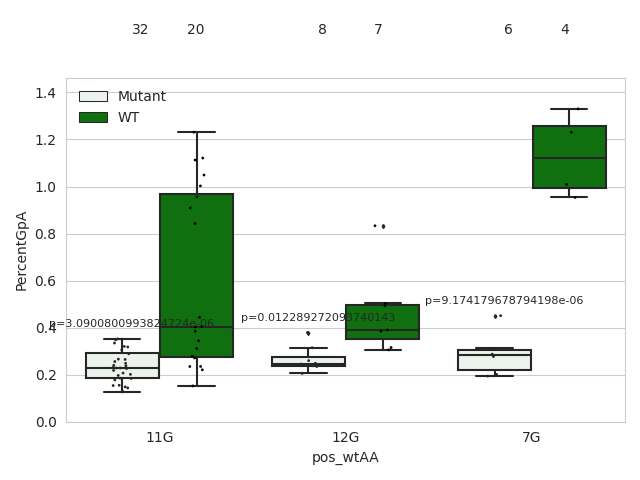 32 20 8 7 6 4
1.4
1.2
1.0
0.8
0.6
0.4
0.2
0.0
PercentGpA
Mutant
WT
p=3.0900800993824724e-06
p=0.012289272093740143
p=9.174179678794198e-06
11G 12G 7G
pos_wtAA